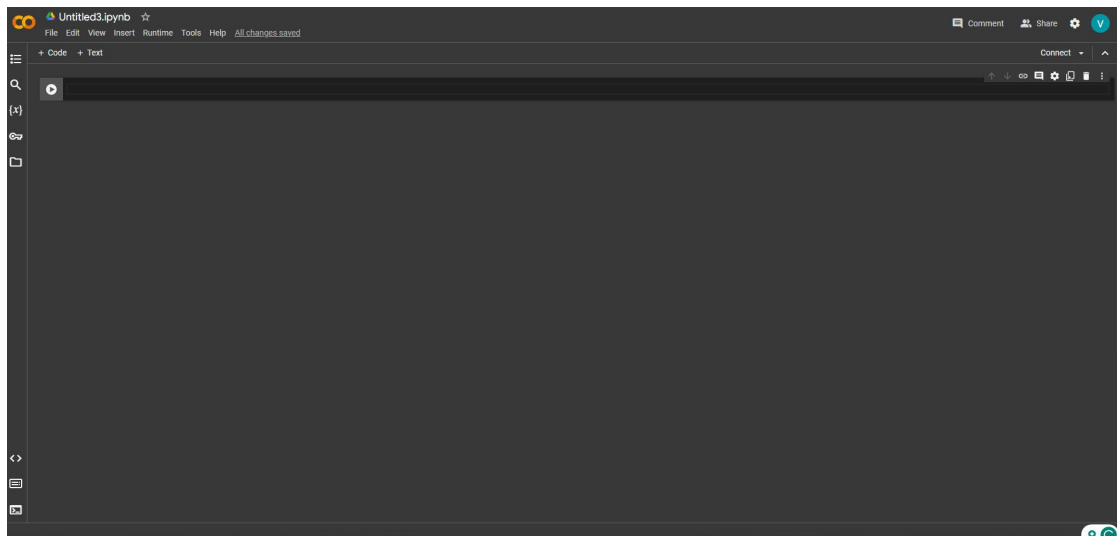 CO Untitled3.ipynb
Comment Share V
File Edit View Insert Runtime Tools Help All changes saved
+ Code + Text
Connect
{x}